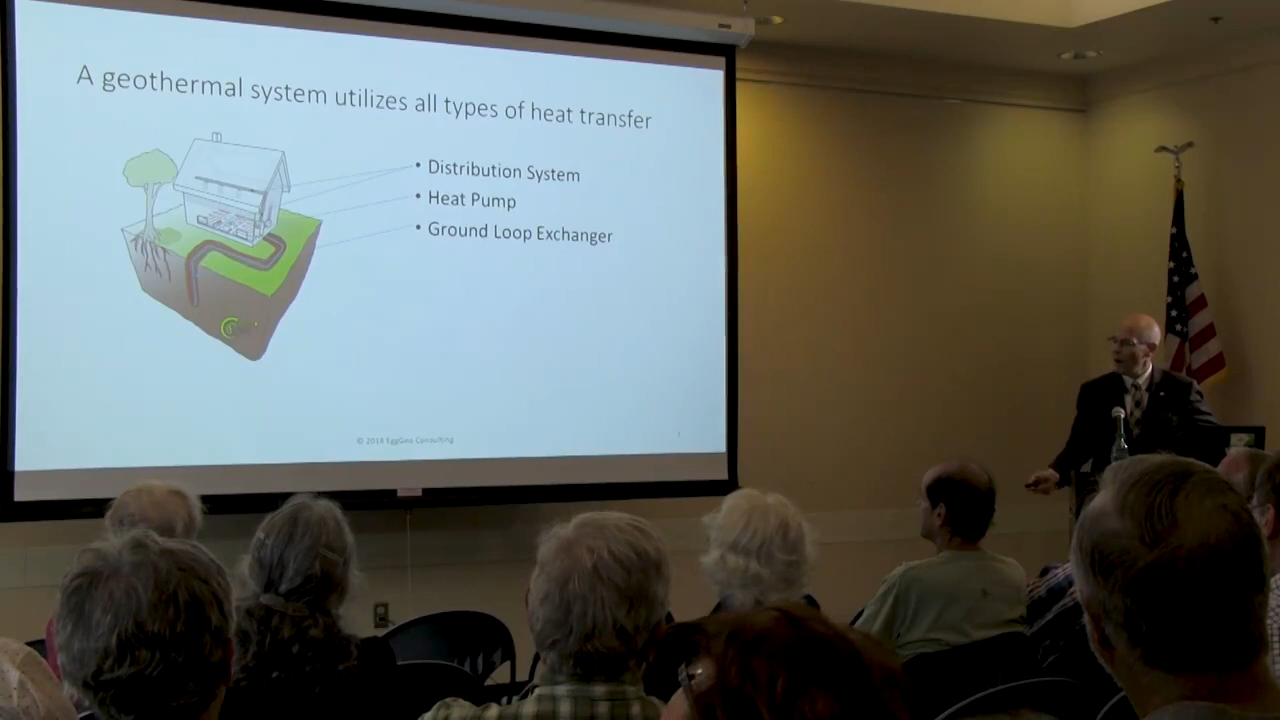 A geothermal system utilizes all types of heat transfer
• Distribution System
• Heat Pump
• Ground Loop Exchanger
© 2018 EggGeo Consulting